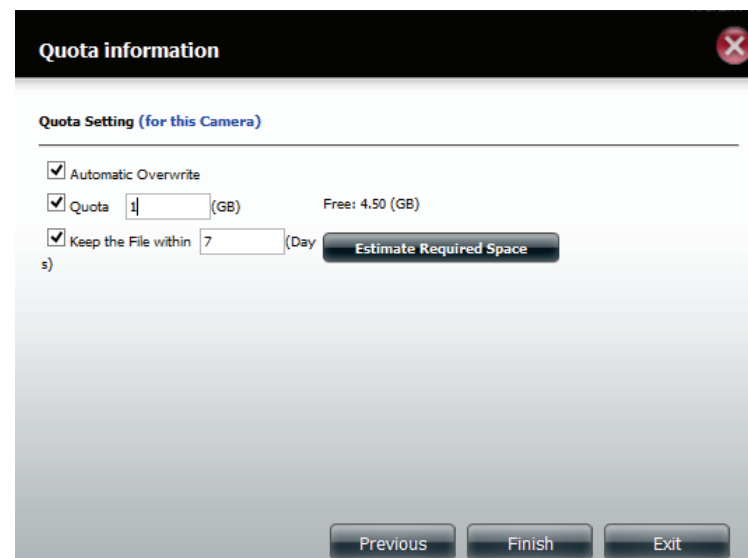 Quota information
Quota Setting (for this Camera)
Automatic Overwrite
Quota 1 (GB) Free: 4.50 (GB)
Keep the File within 7 (Day
s)
Estimate Required Space
Previous Finish Exit